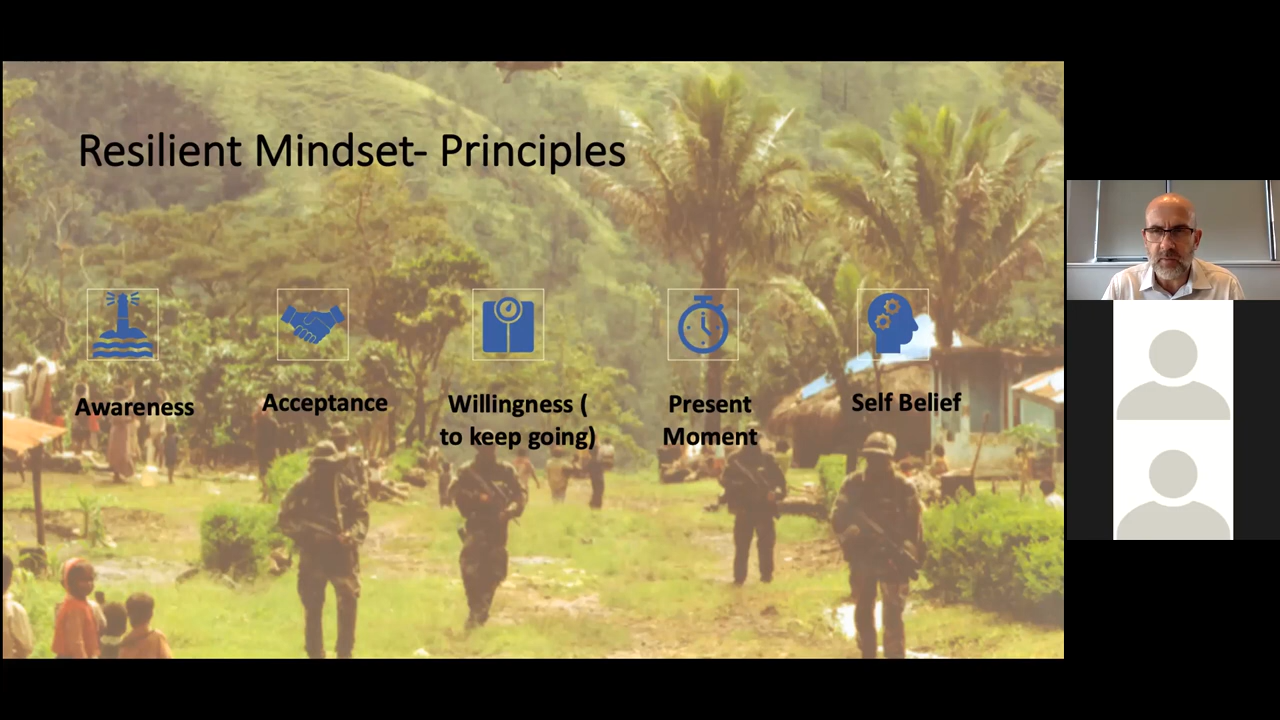 Resilient Mindset- Principles
Awareness
Acceptance
Willingness (
to keep going)
Present
Moment
Self Belief